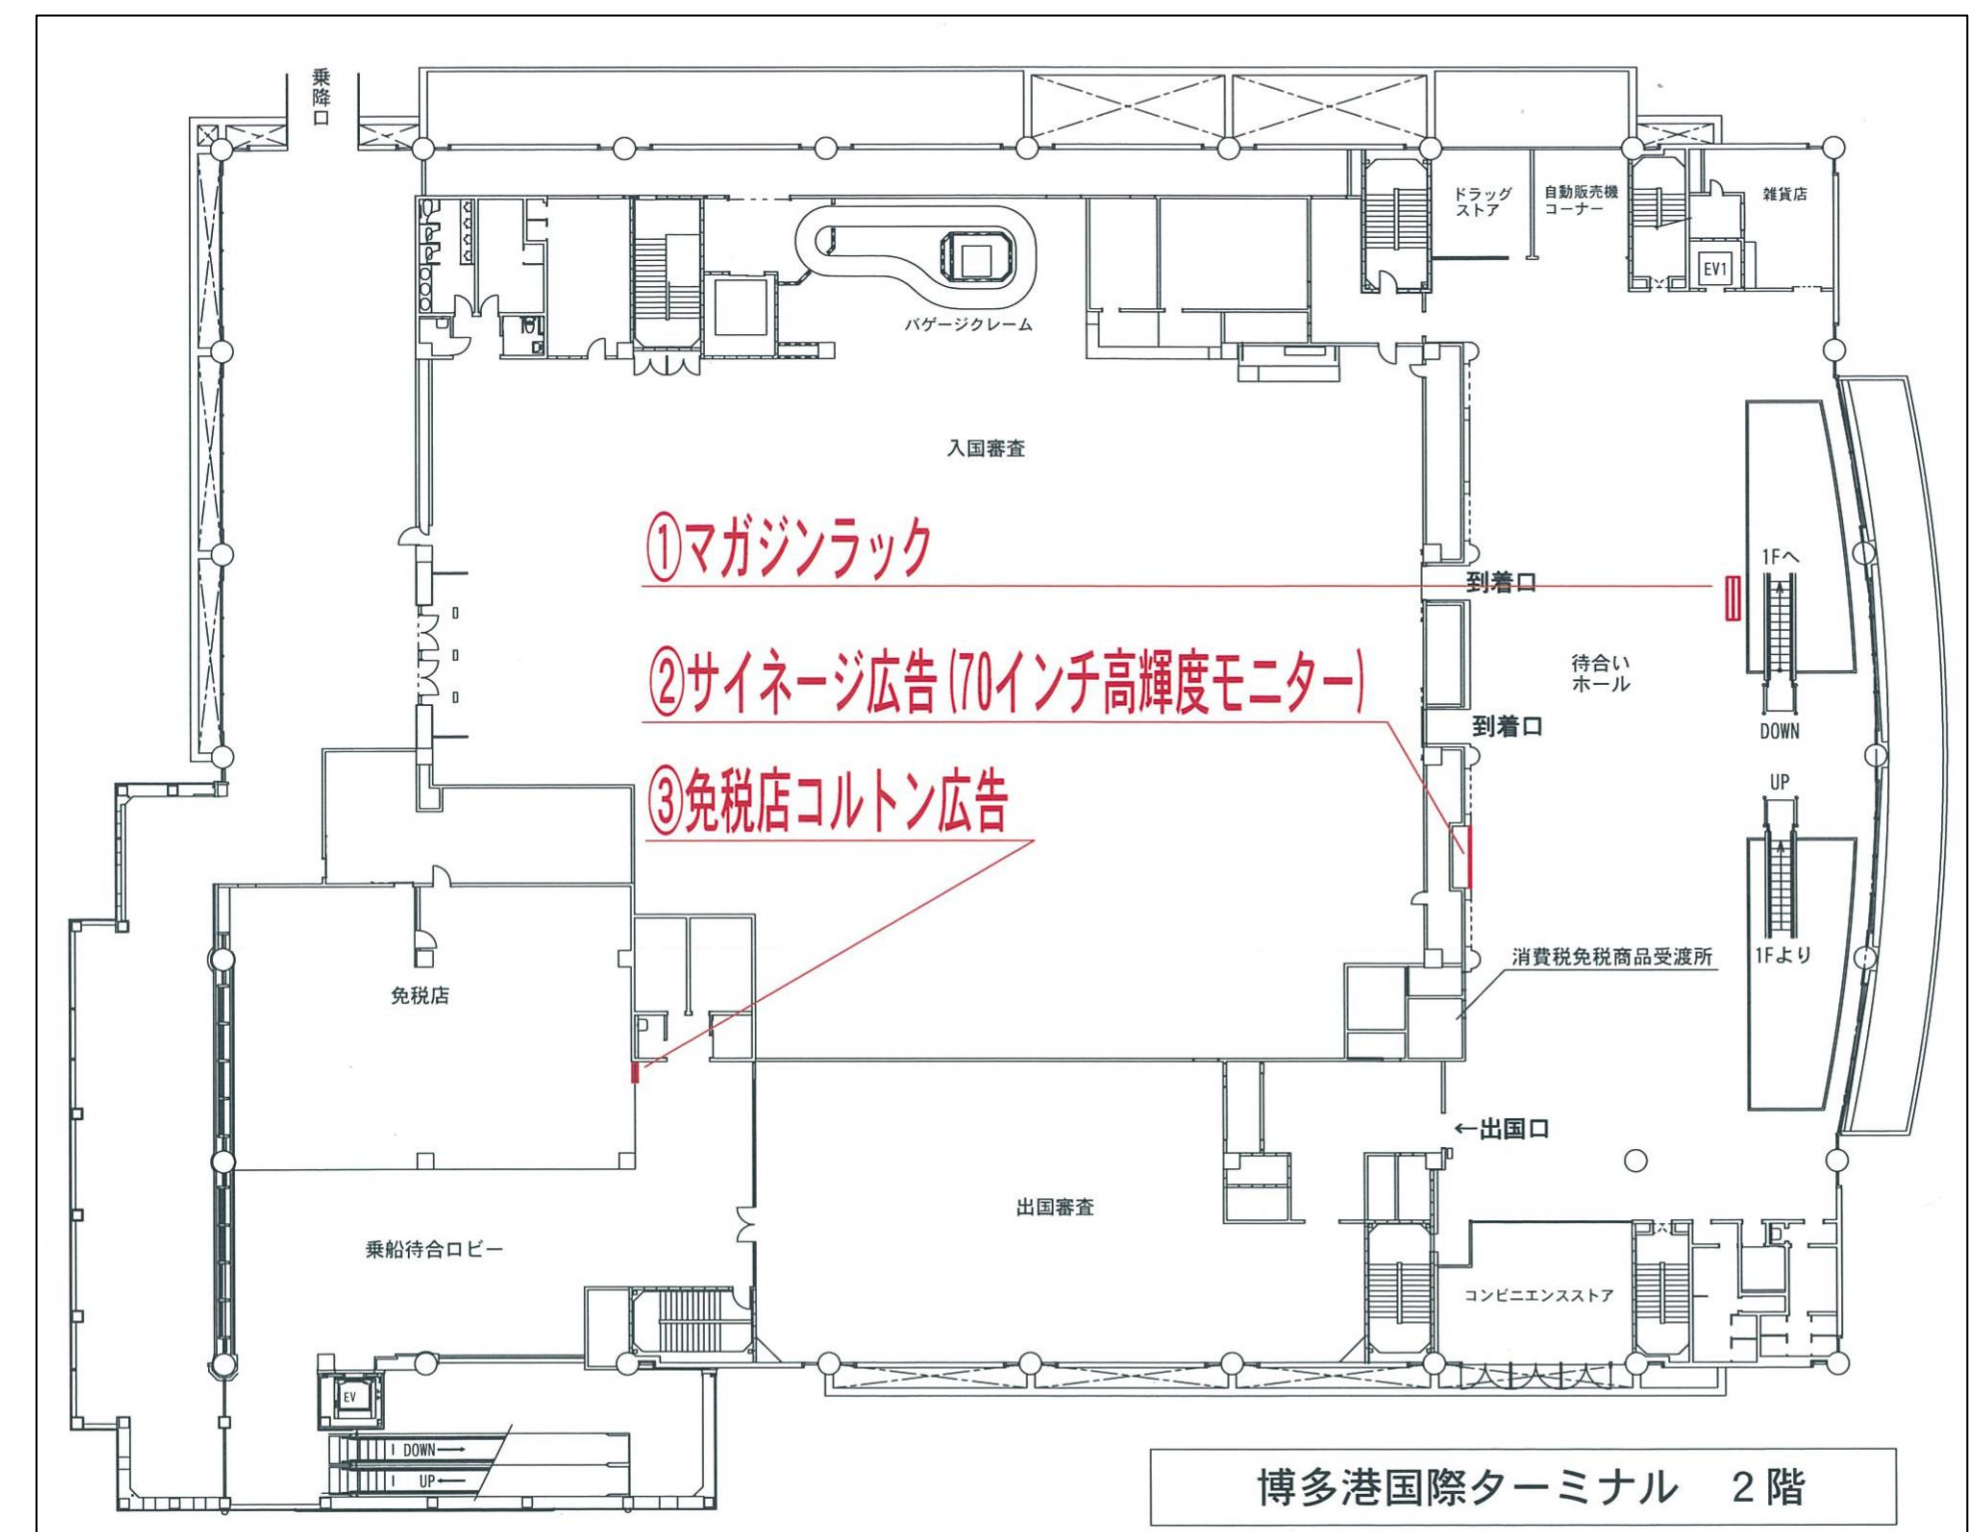 乗降口
ドラッグ
ストア
自動販売機
コーナー
雑貨店
EV1
バゲージクレーム
入国審査
①マガジンラック
到着口
1Fへ
②サイネージ広告(70インチ高輝度モニター)
待合い
ホール
到着口
DOWN
UP
③免税店コルトン広告
消費税免税商品受渡所
1Fより
免税店
←出国口
出国審査
乗船待合ロビー
コンビニエンスストア
EV
DOWN
UP
博多港国際ターミナル 2階